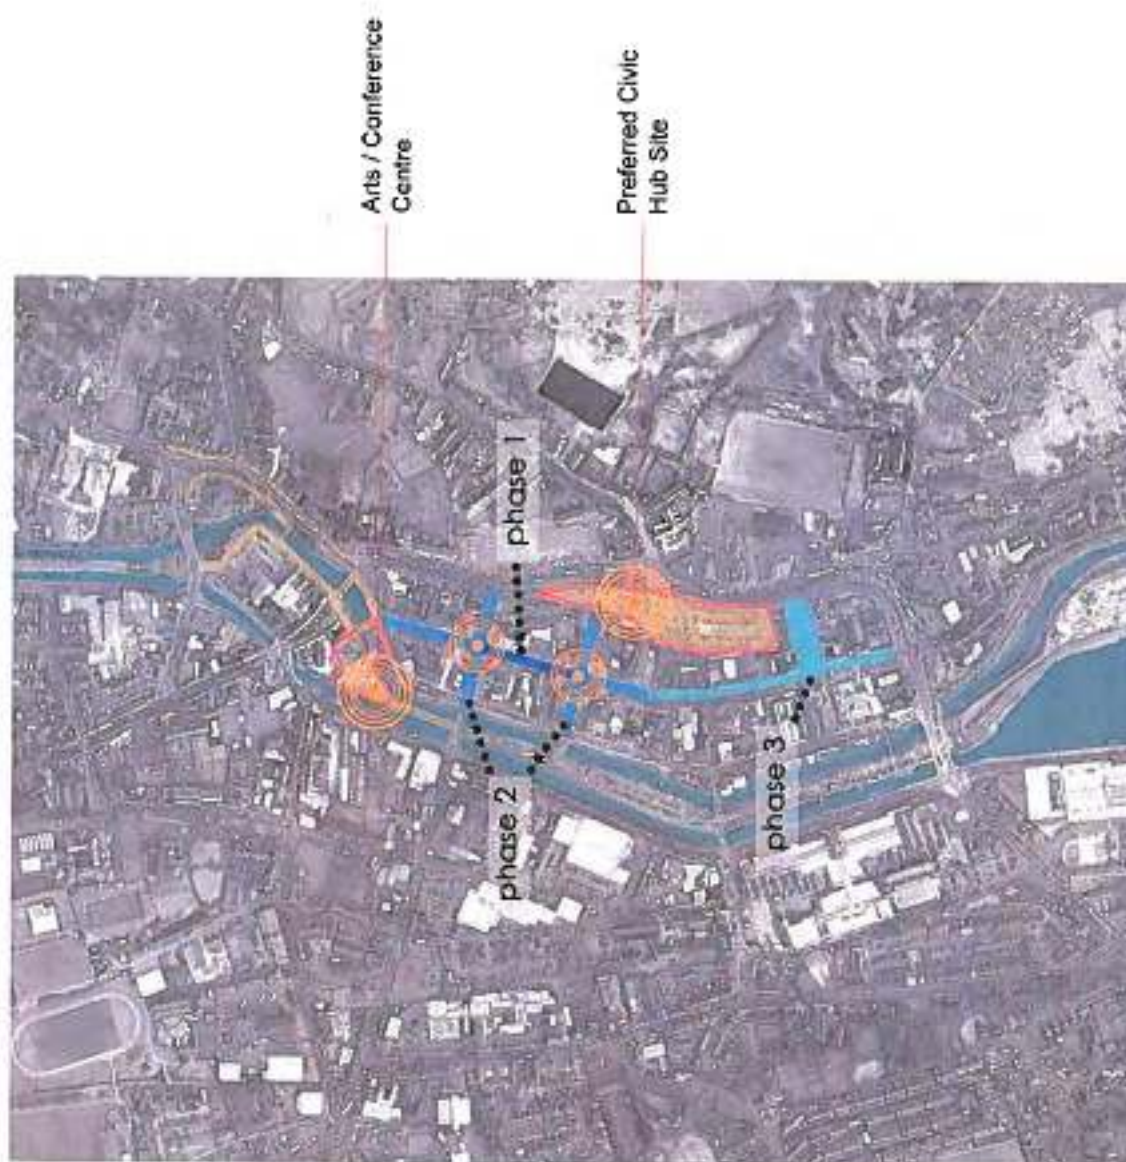 Arts / Conference
Centre
Preferred Civic
Hub Site
phase 1
phase 2
phase 3